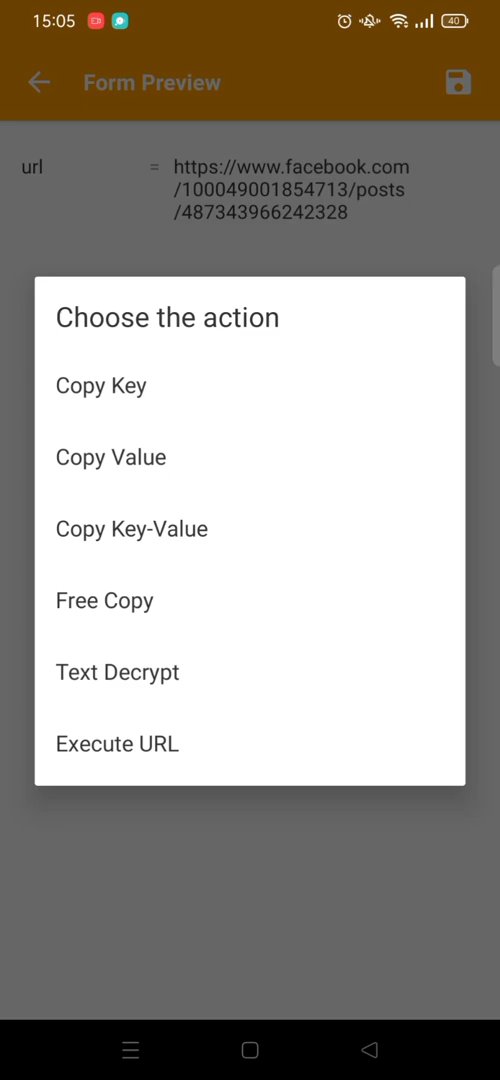 15:05
40
Form Preview
url = https://www.facebook.com
/100049001854713/posts
/487343966242328
Choose the action
Copy Key
Copy Value
Copy Key-Value
Free Copy
Text Decrypt
Execute URL